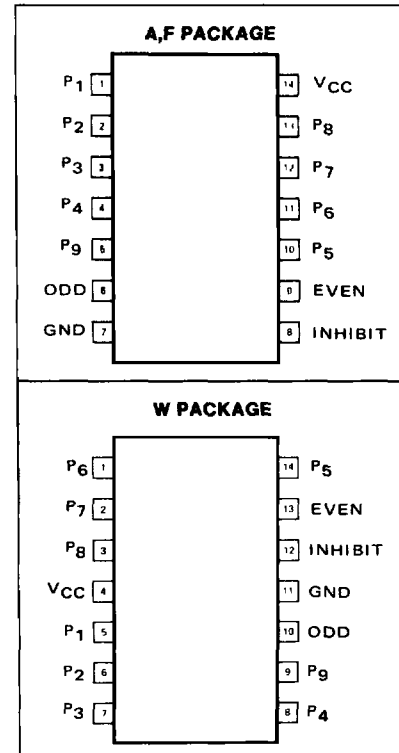 A,F PACKAGE
P1 1 14 VCC
P2 2 13 P8
P3 3 12 P7
P4 4 11 P6
P9 5 10 P5
ODD 6 9 EVEN
GND 7 8 INHIBIT
W PACKAGE
P6 1 14 P5
P7 2 13 EVEN
P8 3 12 INHIBIT
VCC 4 11 GND
P1 5 10 ODD
P2 6 9 P9
P3 7 8 P4